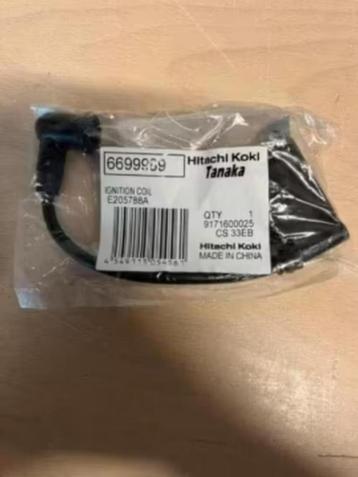 6699989 Hitachi Koki
Tanaka
IGNITION COIL
E205788A
QTY 1
9171600025
CS 33EB
Hitachi Koki
MADE IN CHINA